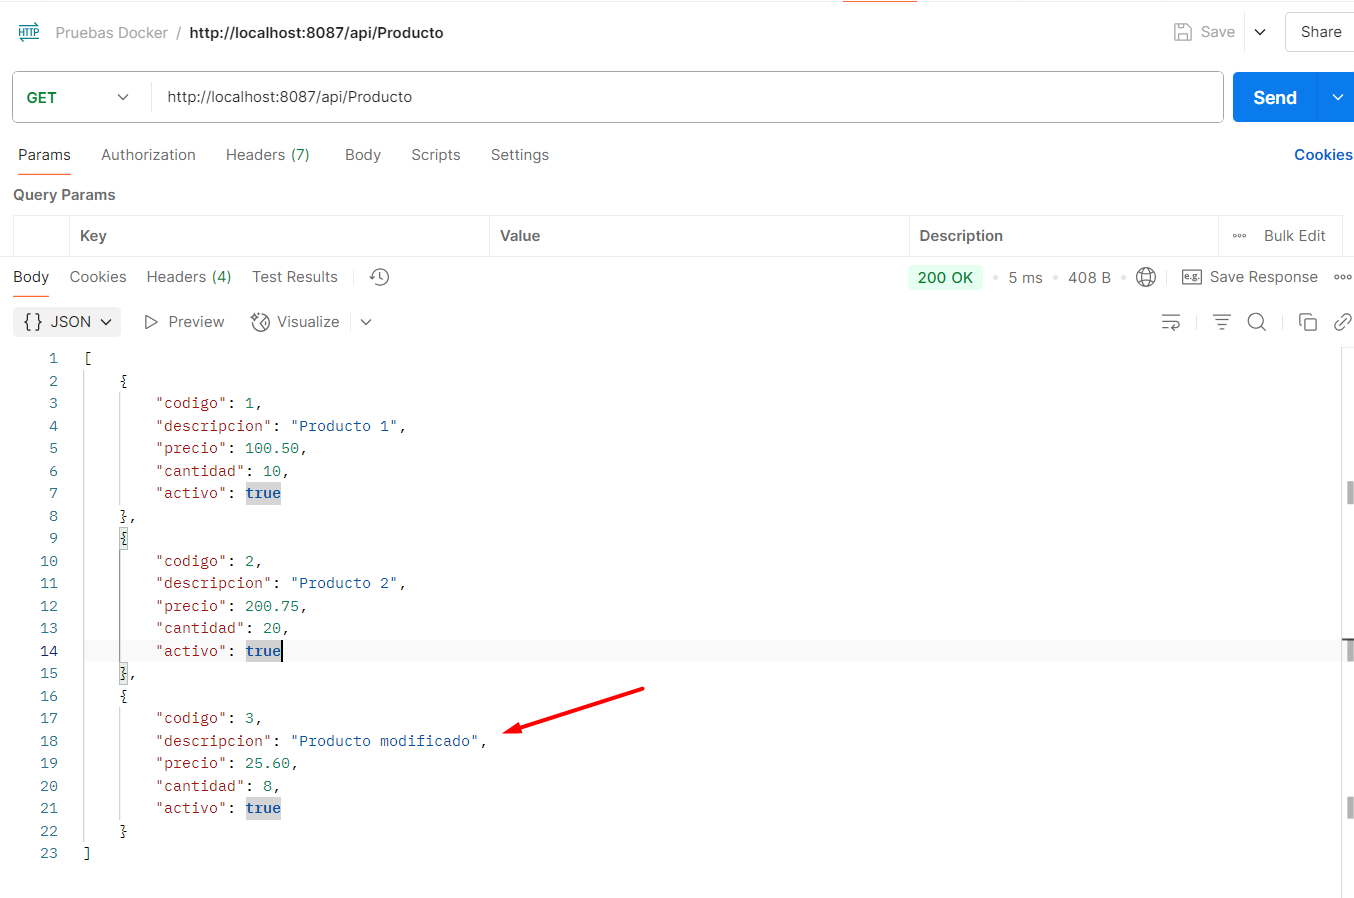 HTTP Pruebas Docker / http://localhost:8087/api/Producto Save Share
GET http://localhost:8087/api/Producto Send
Params Authorization Headers (7) Body Scripts Settings Cookies
Query Params
Key Value Description Bulk Edit
Body Cookies Headers (4) Test Results 200 OK 5 ms 408 B e.g. Save Response
{} JSON Preview Visualize
1 [
2 {
3 "codigo": 1,
4 "descripcion": "Producto 1",
5 "precio": 100.50,
6 "cantidad": 10,
7 "activo": true
8 },
9 {
10 "codigo": 2,
11 "descripcion": "Producto 2",
12 "precio": 200.75,
13 "cantidad": 20,
14 "activo": true
15 },
16 {
17 "codigo": 3,
18 "descripcion": "Producto modificado",
19 "precio": 25.60,
20 "cantidad": 8,
21 "activo": true
22 }
23 ]